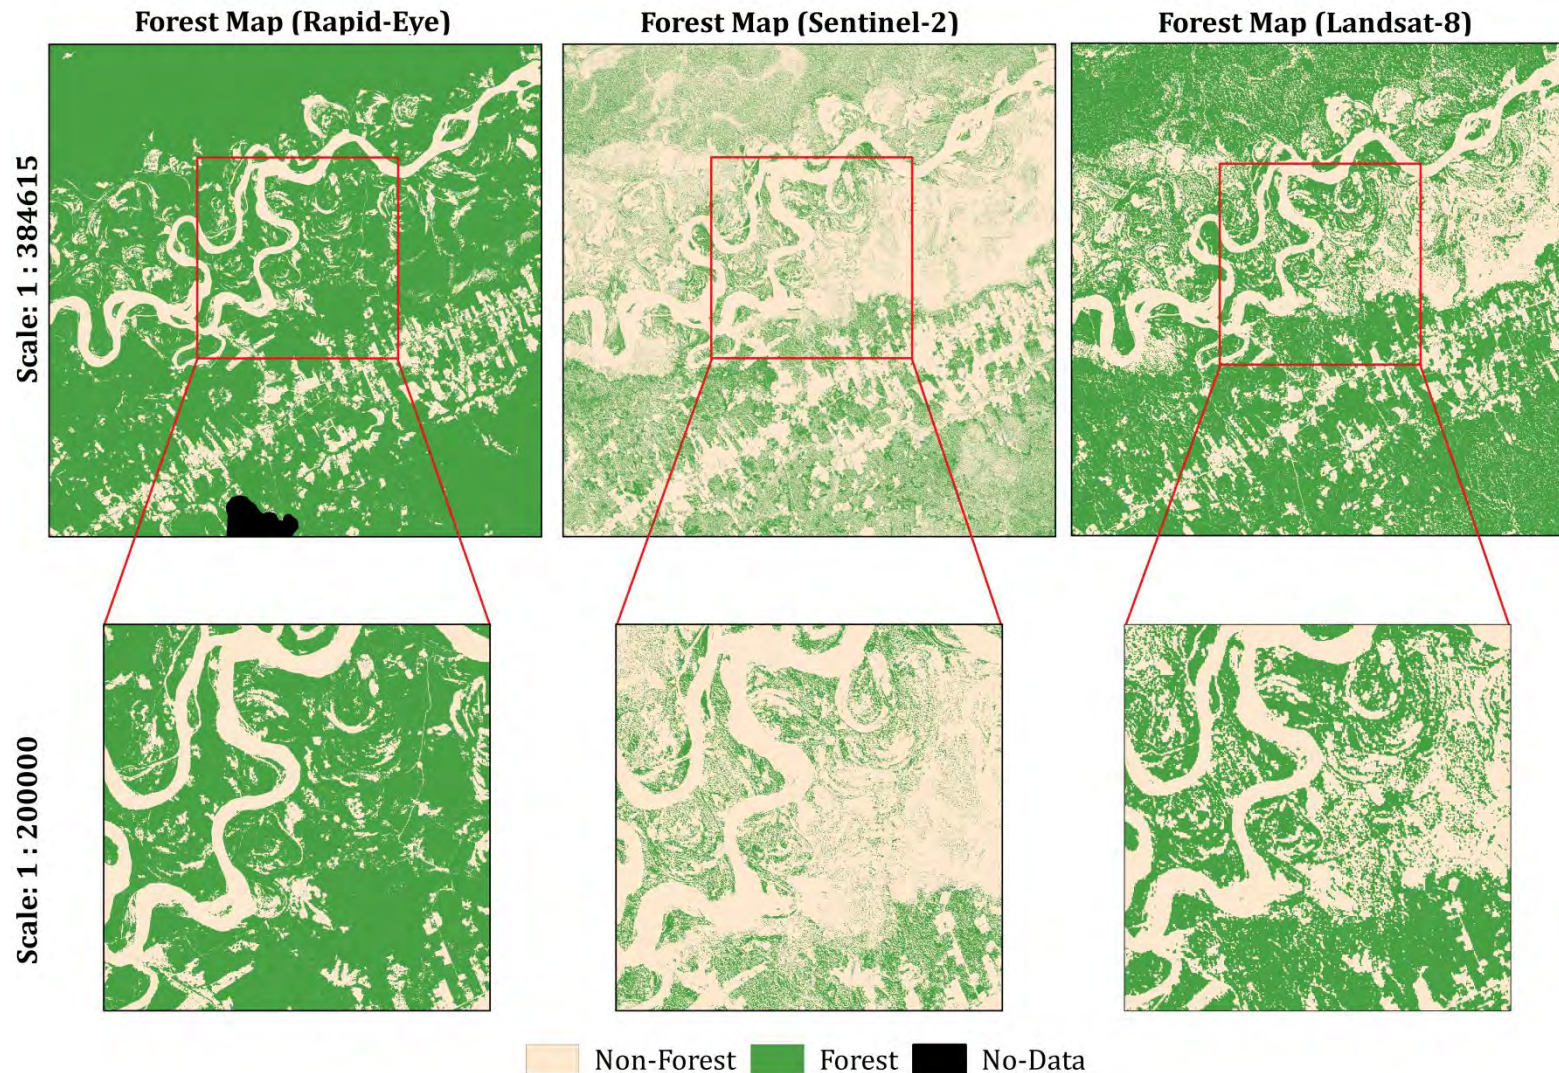 Forest Map (Rapid-Eye)
Forest Map (Sentinel-2)
Forest Map (Landsat-8)
Scale: 1 : 384615
Scale: 1 : 200000
Non-Forest
Forest
No-Data